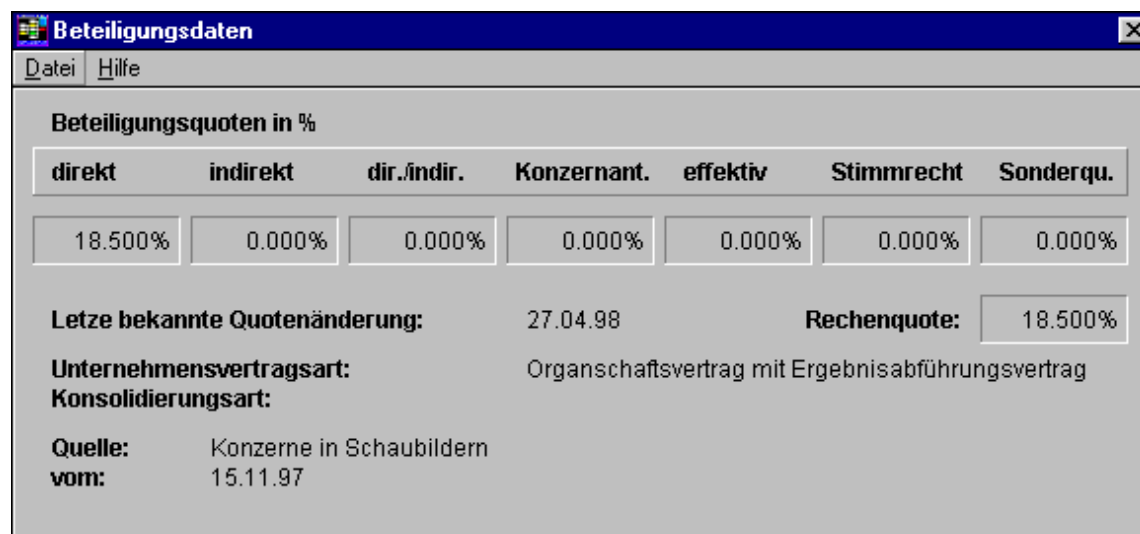 Beteiligungsdaten
Datei Hilfe
Beteiligungsquoten in %
direkt indirekt dir./indir. Konzernant. effektiv Stimmrecht Sonderqu.
18.500% 0.000% 0.000% 0.000% 0.000% 0.000% 0.000%
Letze bekannte Quotenänderung: 27.04.98 Rechenquote: 18.500%
Unternehmensvertragsart: Organschaftsvertrag mit Ergebnisabführungsvertrag
Konsolidierungsart:
Quelle: Konzerne in Schaubildern
vom: 15.11.97